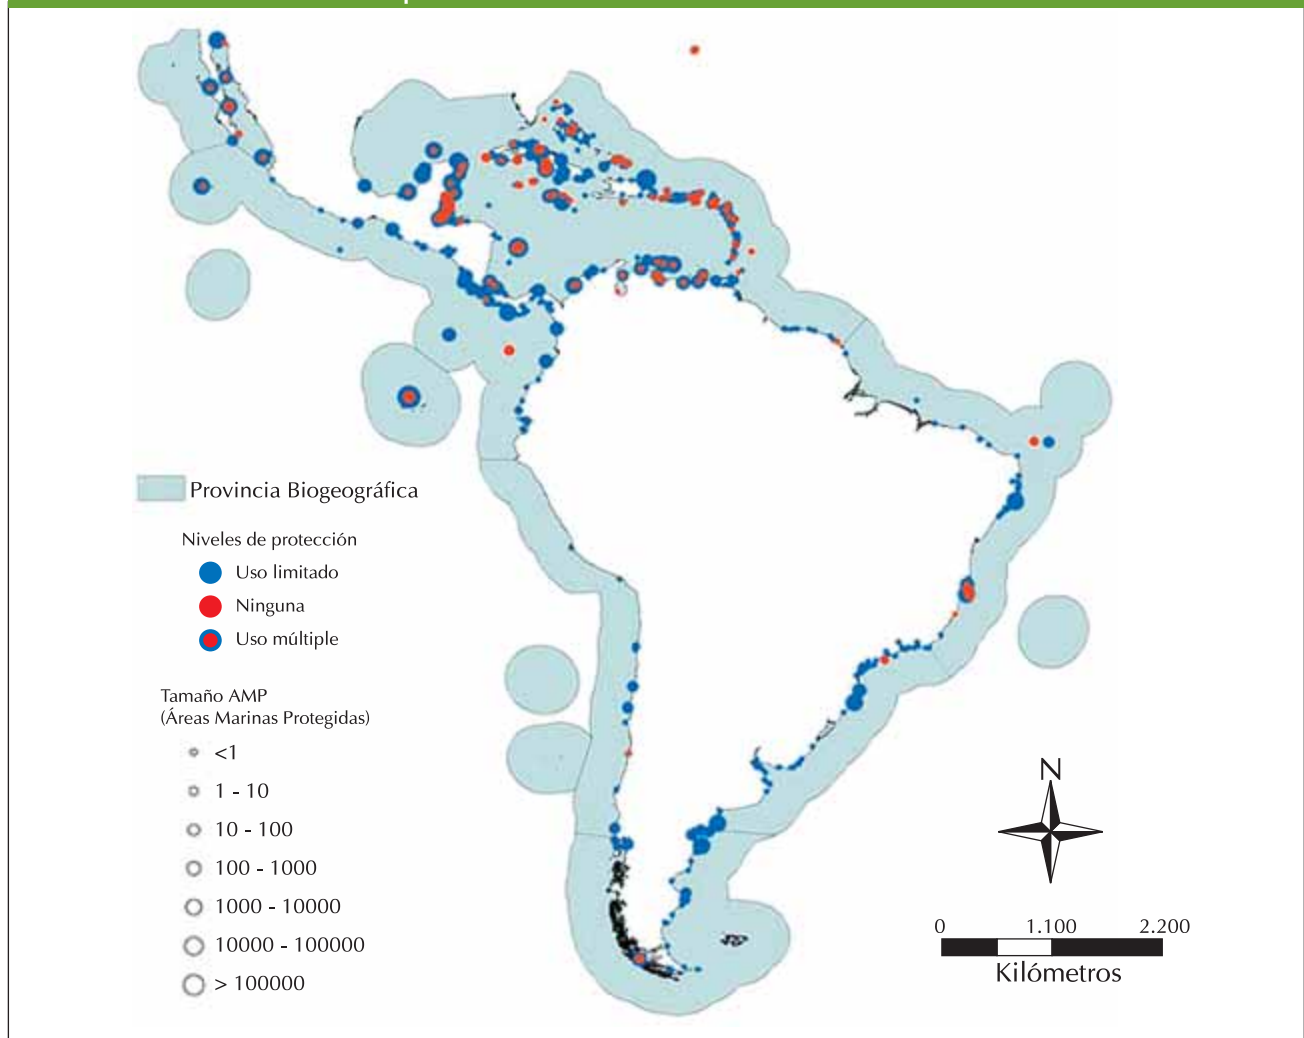 Provincia Biogeográfica
Niveles de protección
Uso limitado
Ninguna
Uso múltiple
Tamaño AMP
(Áreas Marinas Protegidas)
<1
1 - 10
10 - 100
100 - 1000
1000 - 10000
10000 - 100000
> 100000
N
0 1.100 2.200
Kilómetros